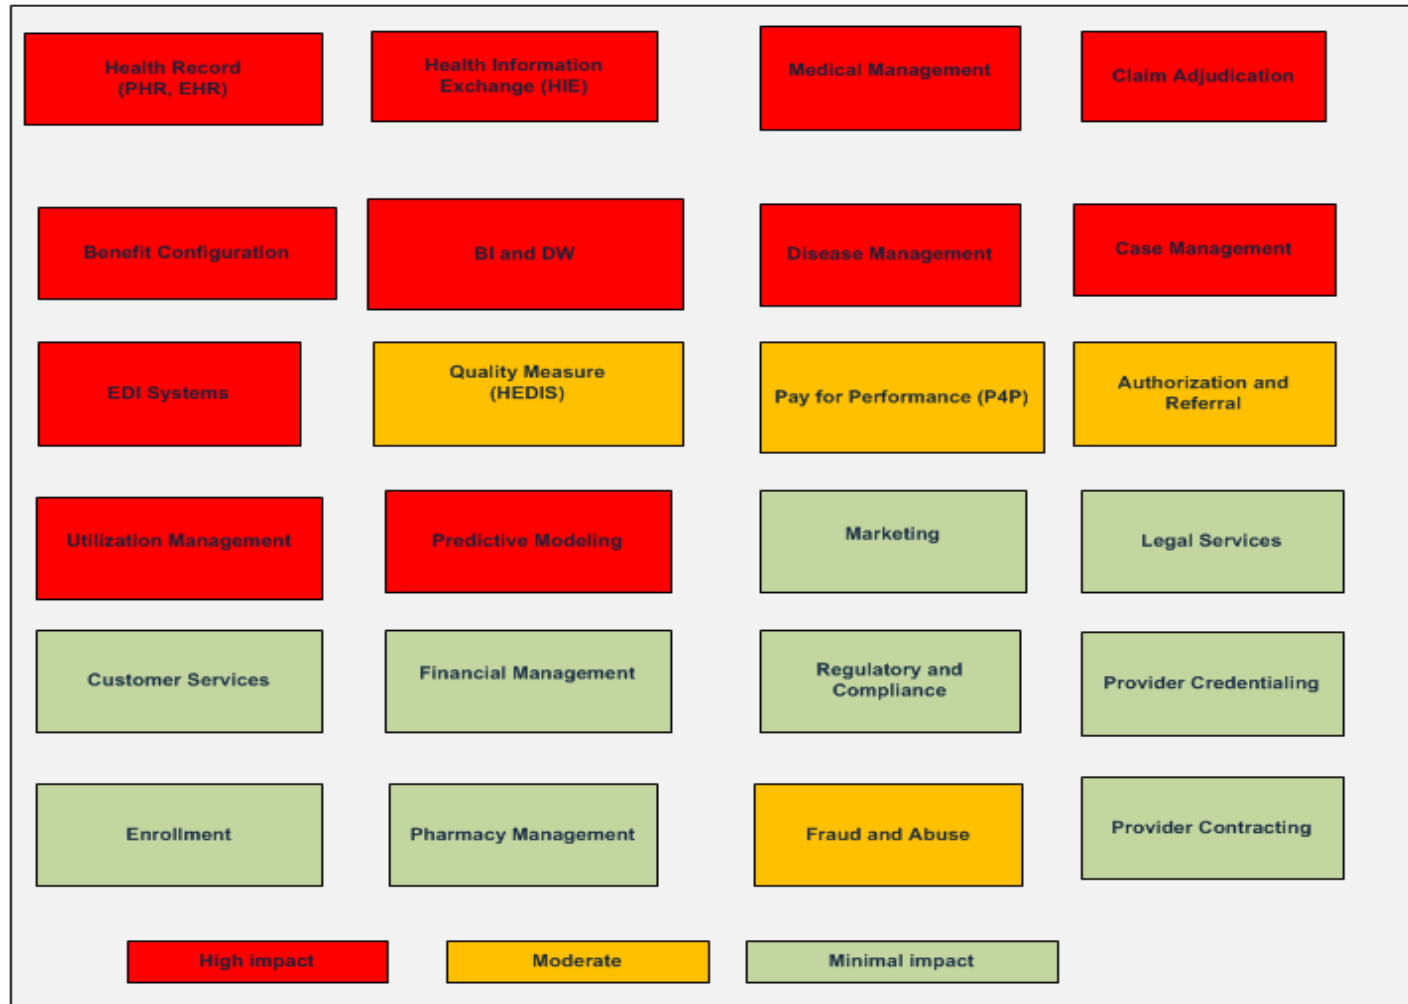 Health Record
(PHR, EHR)
Health Information
Exchange (HIE)
Medical Management
Claim Adjudication
Benefit Configuration
BI and DW
Disease Management
Case Management
EDI Systems
Quality Measure
(HEDIS)
Pay for Performance (P4P)
Authorization and
Referral
Utilization Management
Predictive Modeling
Marketing
Legal Services
Customer Services
Financial Management
Regulatory and
Compliance
Provider Credentialing
Enrollment
Pharmacy Management
Fraud and Abuse
Provider Contracting
High impact
Moderate
Minimal impact